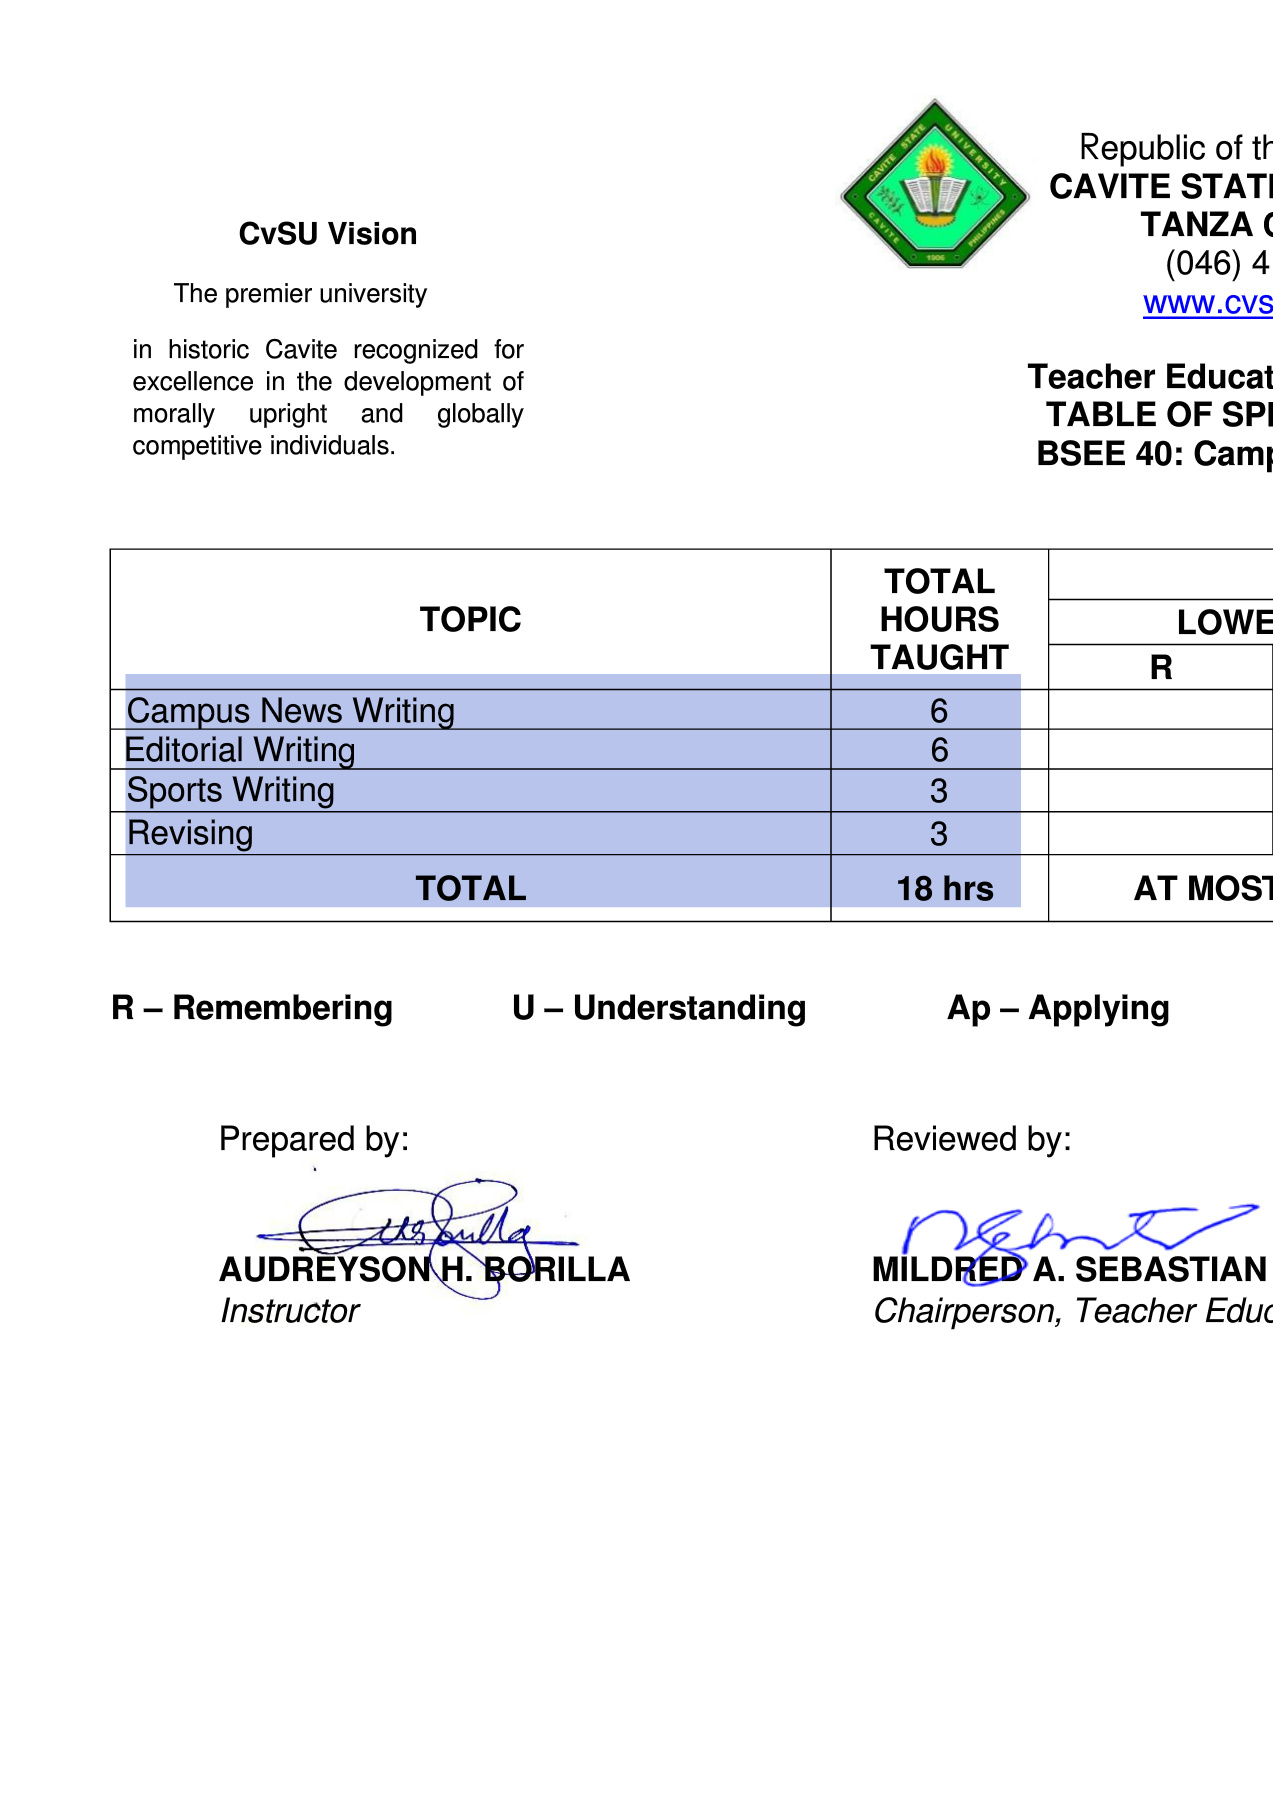 CAVITE STATE UNIVERSITY
CAVITE PHILIPPINES
1906
CvSU Vision
The premier university
in historic Cavite recognized for
excellence in the development of
morally upright and globally
competitive individuals.
Republic of th
CAVITE STATE
TANZA C
(046) 4
www.cvs
Teacher Educat
TABLE OF SPE
BSEE 40: Camp
TOPIC
TOTAL
HOURS
TAUGHT
LOWE
R
Campus News Writing 6
Editorial Writing 6
Sports Writing 3
Revising 3
TOTAL 18 hrs AT MOST
R – Remembering U – Understanding Ap – Applying
Prepared by: Reviewed by:
AUDREYSON H. BORILLA MILDRED A. SEBASTIAN
Instructor Chairperson, Teacher Educ